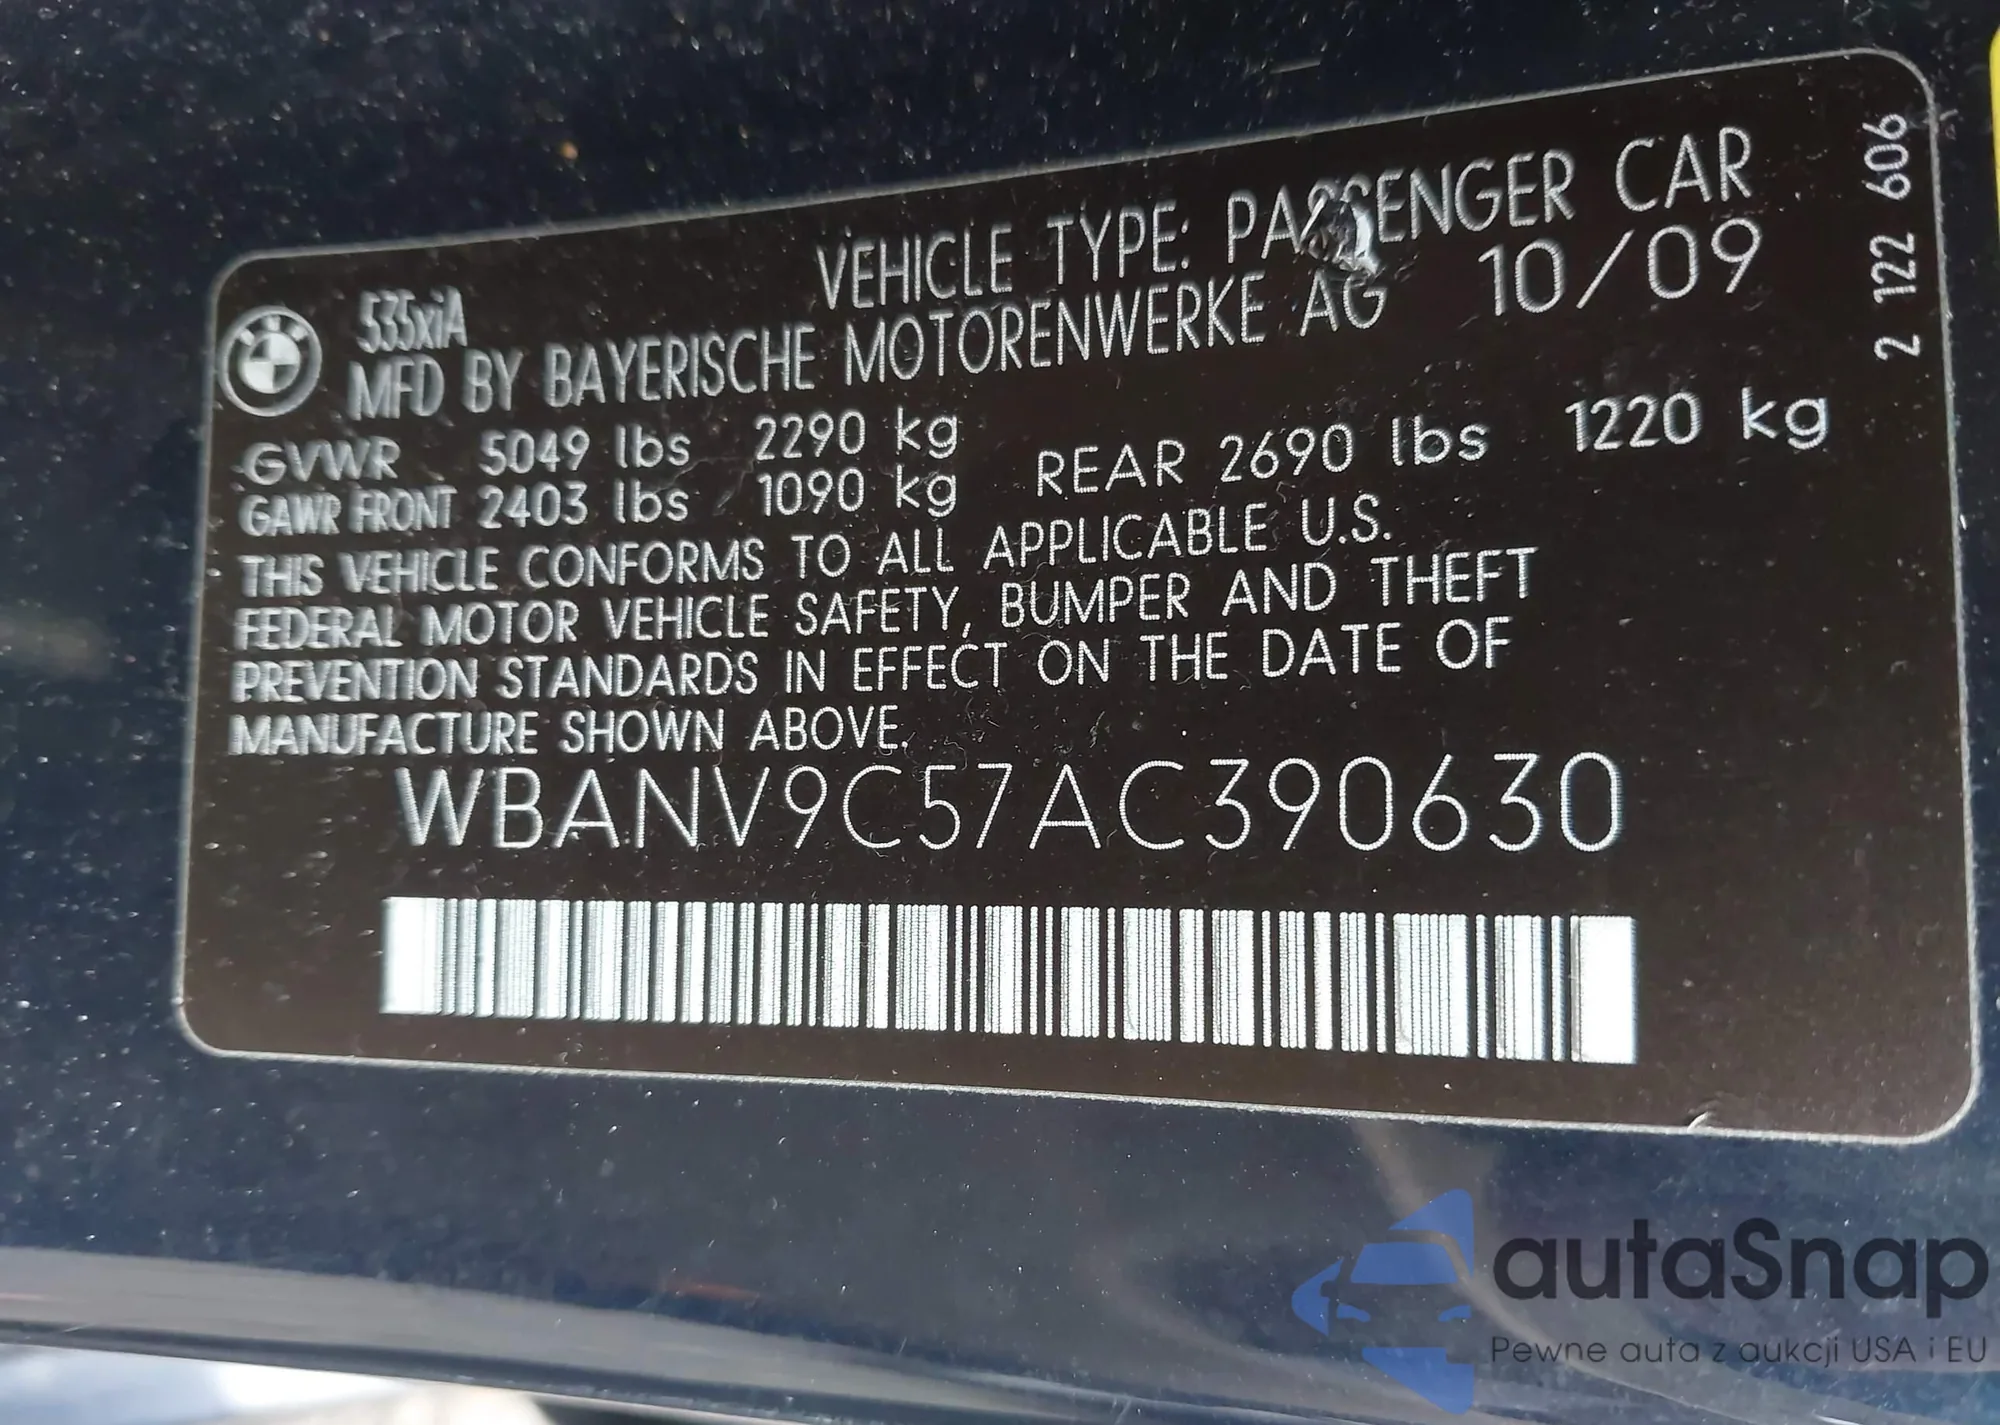 VEHICLE TYPE: PASSENGER CAR
535xiA
MFD BY BAYERISCHE MOTORENWERKE AG 10/09
GVWR 5049 lbs 2290 kg
GAWR FRONT 2403 lbs 1090 kg REAR 2690 lbs 1220 kg
THIS VEHICLE CONFORMS TO ALL APPLICABLE U.S.
FEDERAL MOTOR VEHICLE SAFETY, BUMPER AND THEFT
PREVENTION STANDARDS IN EFFECT ON THE DATE OF
MANUFACTURE SHOWN ABOVE.
WBANV9C57AC390630
2 122 606
BMW
autaSnap
Pewne auta z aukcji USA i EU